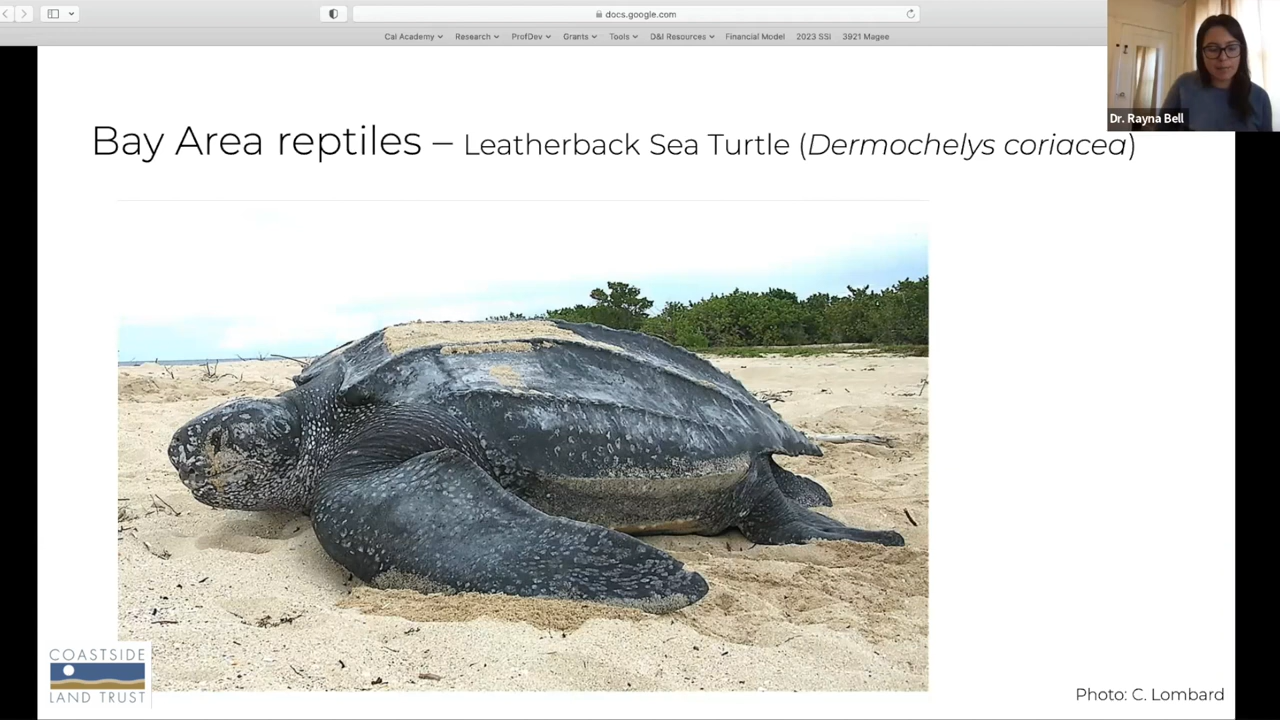 docs.google.com
Cal Academy Research ProfDev Grants Tools D&I Resources Financial Model 2023 SSI 3921 Magee
Dr. Rayna Bell
Bay Area reptiles – Leatherback Sea Turtle (Dermochelys coriacea)
COASTSIDE
LAND TRUST
Photo: C. Lombard